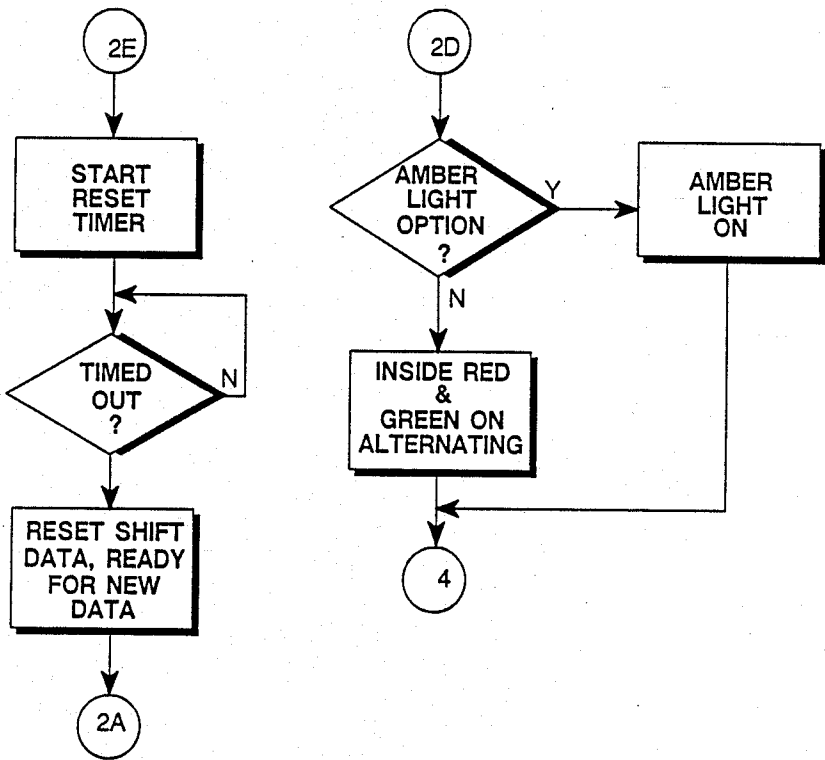 2E
START
RESET
TIMER
TIMED
OUT
?
N
RESET SHIFT
DATA, READY
FOR NEW
DATA
2A
2D
AMBER
LIGHT
OPTION
?
Y
AMBER
LIGHT
ON
N
INSIDE RED
&
GREEN ON
ALTERNATING
4